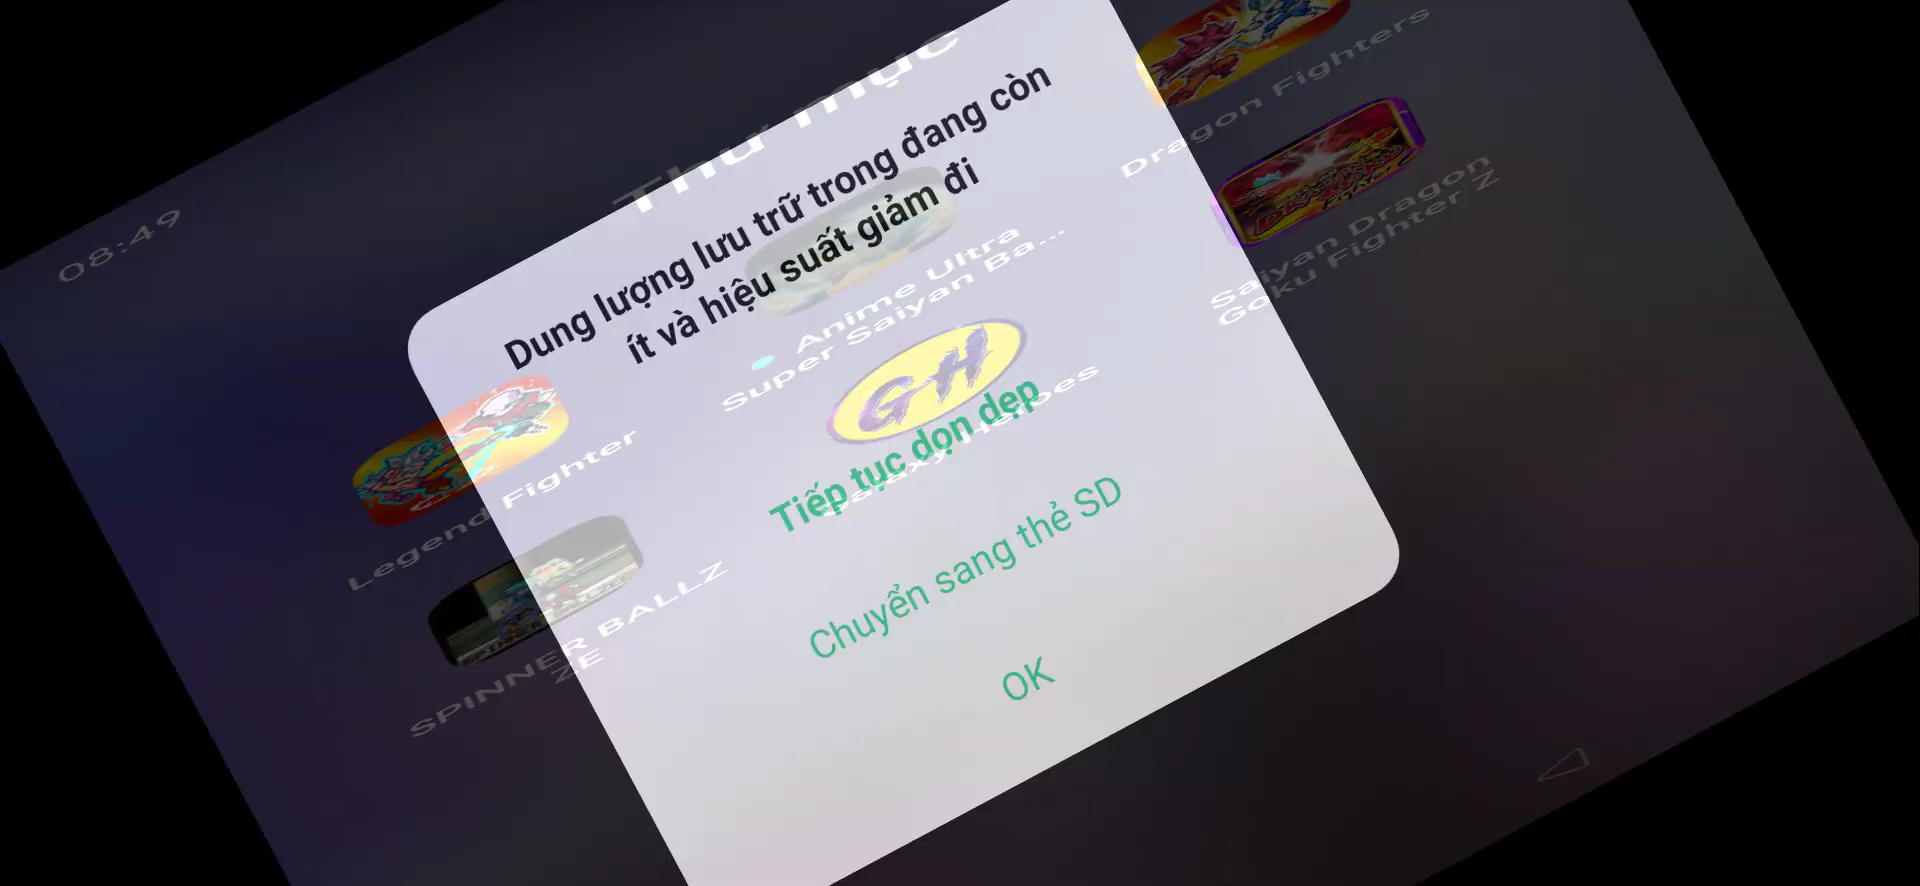 08:49
Thư mục
Dung lượng lưu trữ trong đang còn
ít và hiệu suất giảm đi
Dragon Fighters
Anime Ultra
Super Saiyan Ba...
Saiyan Dragon
Goku Fighter Z
GH
Galaxy Heroes
Legend Fighter
SPINNER BALLZ
ZE
Tiếp tục dọn dẹp
Chuyển sang thẻ SD
OK